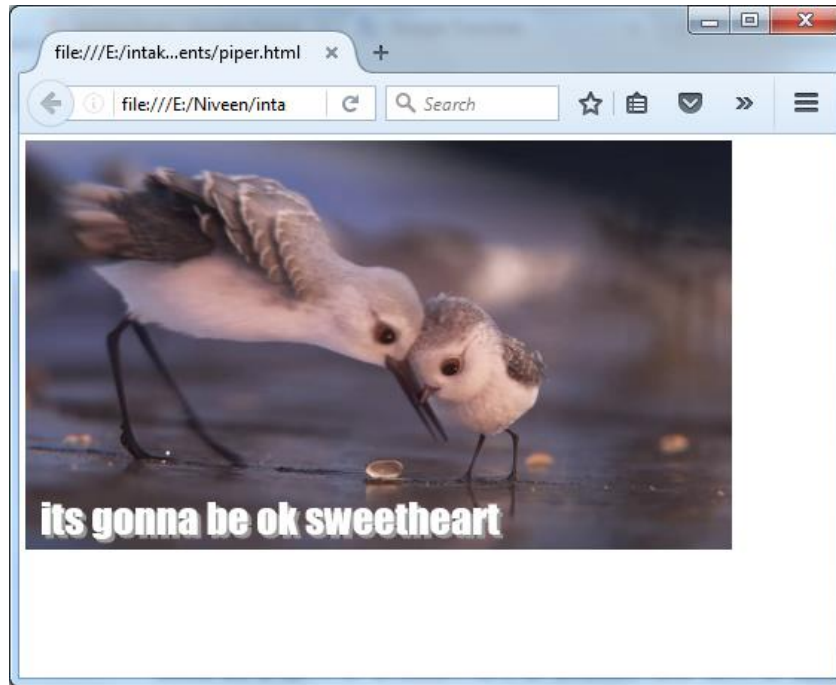 file:///E:/intak...ents/piper.html
file:///E:/Niveen/inta
Search
its gonna be ok sweetheart